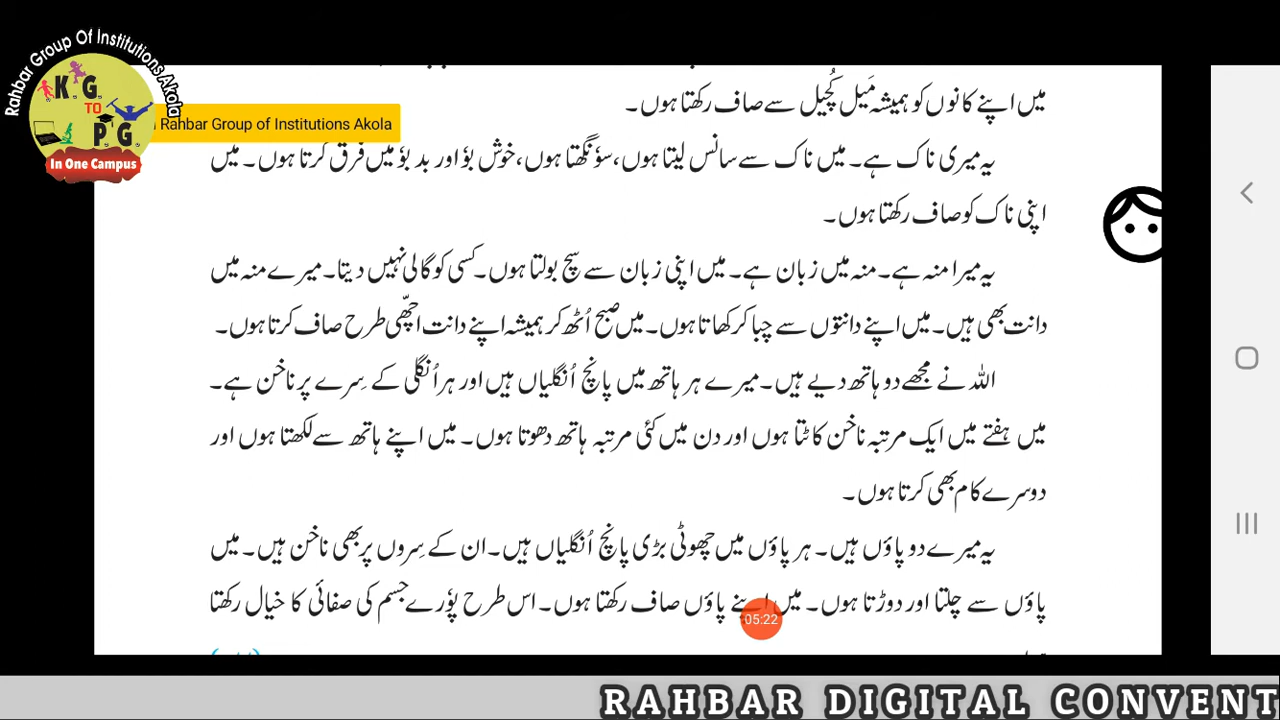 Rahbar Group Of Institutions Akola
K.G.
TO
P.G.
In One Campus
Rahbar Group of Institutions Akola
میں اپنے کانوں کو ہمیشہ مَیل کُچیل سے صاف رکھتا ہوں۔
یہ میری ناک ہے۔ میں ناک سے سانس لیتا ہوں، سوٗنگھتا ہوں، خوش بوٗ اور بد بوٗ میں فرق کرتا ہوں۔ میں
اپنی ناک کو صاف رکھتا ہوں۔
یہ میرا منہ ہے۔ منہ میں زبان ہے۔ میں اپنی زبان سے سچ بولتا ہوں۔ کسی کو گالی نہیں دیتا۔ میرے منہ میں
دانت بھی ہیں۔ میں اپنے دانتوں سے چبا کر کھاتا ہوں۔ میں صبح اُٹھ کر ہمیشہ اپنے دانت اچھّی طرح صاف کرتا ہوں۔
اللہ نے مجھے دو ہاتھ دیے ہیں۔ میرے ہر ہاتھ میں پانچ اُنگلیاں ہیں اور ہر اُنگلی کے سِرے پر ناخن ہے۔
میں ہفتے میں ایک مرتبہ ناخن کاٹتا ہوں اور دن میں کئی مرتبہ ہاتھ دھوتا ہوں۔ میں اپنے ہاتھ سے لکھتا ہوں اور
دوسرے کام بھی کرتا ہوں۔
یہ میرے دو پاؤں ہیں۔ ہر پاؤں میں چھوٹی بڑی پانچ اُنگلیاں ہیں۔ ان کے سِروں پر بھی ناخن ہیں۔ میں
پاؤں سے چلتا اور دوڑتا ہوں۔ میں اپنے پاؤں صاف رکھتا ہوں۔ اس طرح پوٗرے جسم کی صفائی کا خیال رکھتا
05:22
RAHBAR DIGITAL CONVENT